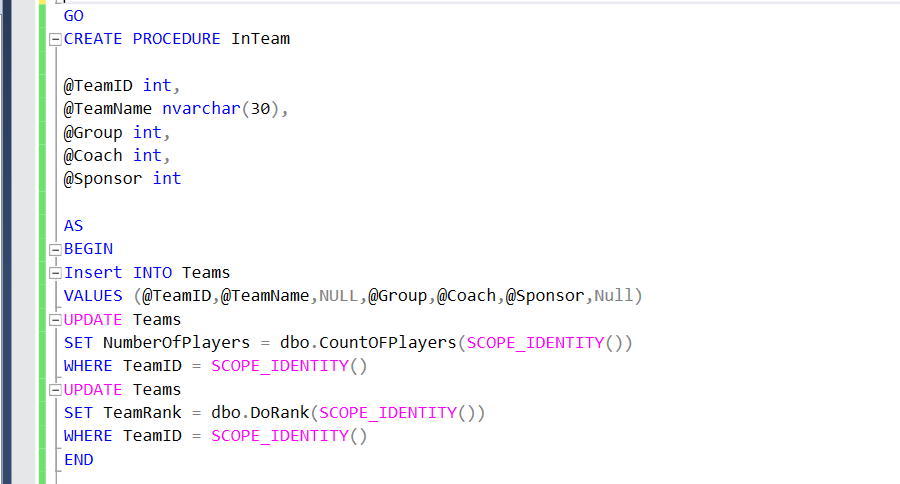 GO
CREATE PROCEDURE InTeam
@TeamID int,
@TeamName nvarchar(30),
@Group int,
@Coach int,
@Sponsor int
AS
BEGIN
Insert INTO Teams
VALUES (@TeamID,@TeamName,NULL,@Group,@Coach,@Sponsor,Null)
UPDATE Teams
SET NumberOfPlayers = dbo.CountOFPlayers(SCOPE_IDENTITY())
WHERE TeamID = SCOPE_IDENTITY()
UPDATE Teams
SET TeamRank = dbo.DoRank(SCOPE_IDENTITY())
WHERE TeamID = SCOPE_IDENTITY()
END